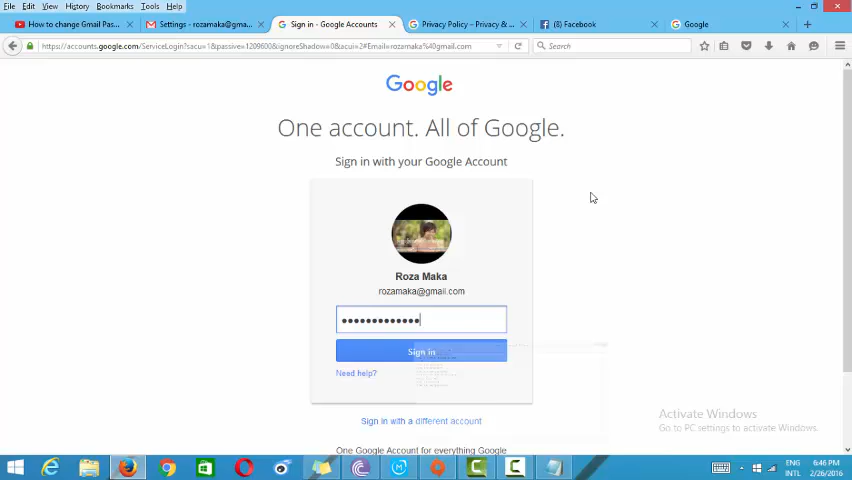 File Edit View History Bookmarks Tools Help
How to change Gmail Pas...
Settings - rozamaka@gma...
Sign in - Google Accounts
Privacy Policy – Privacy & ...
(8) Facebook
Google
https://accounts.google.com/ServiceLogin?sacu=1&passive=1209600&ignoreShadow=0&acui=2#Email=rozamaka%40gmail.com
Search
Google
One account. All of Google.
Sign in with your Google Account
Roza Maka
rozamaka@gmail.com
Sign in
Need help?
Sign in with a different account
One Google Account for everything Google
Activate Windows
Go to PC settings to activate Windows.
ENG 6:46 PM
INTL 2/26/2016